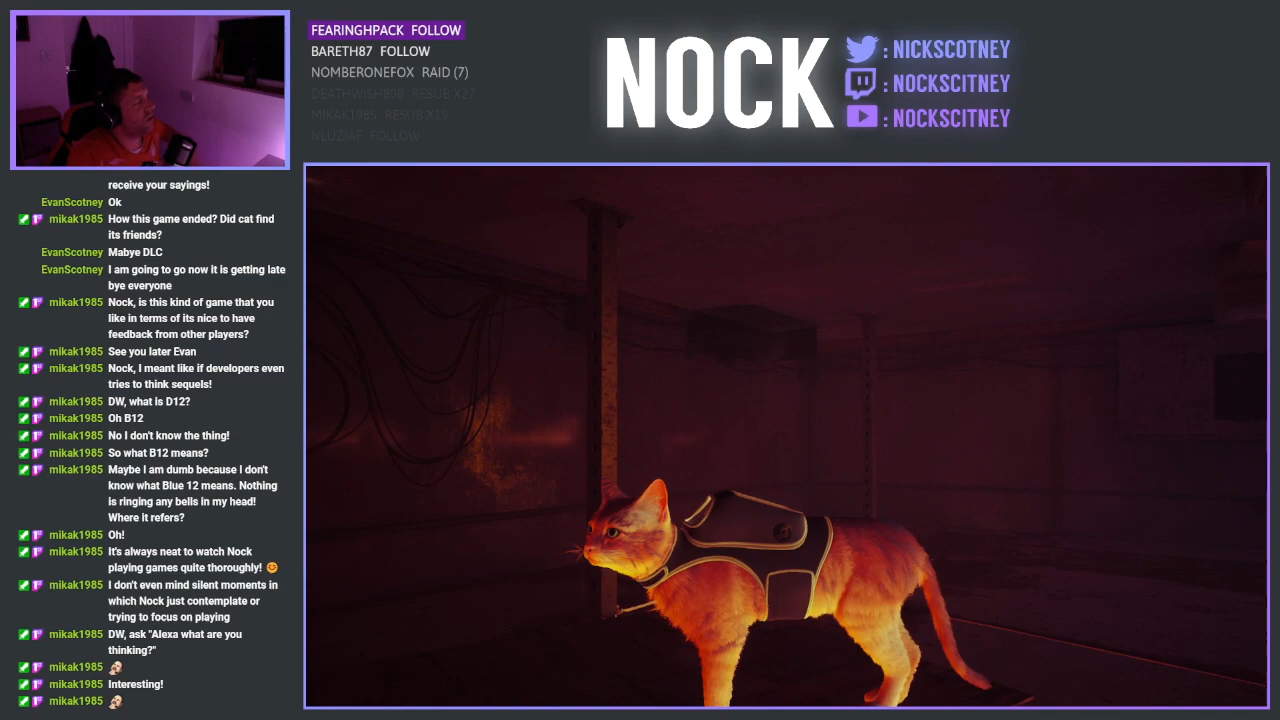 FEARINGHPACK FOLLOW
BARETH87 FOLLOW
NOMBERONEFOX RAID (7)
DEATHWISH808 RESUB X27
MIKAK1985 RESUB X19
NLUZIAF FOLLOW
NOCK
: NICKSCOTNEY
: NOCKSCITNEY
: NOCKSCITNEY
receive your sayings!
EvanScotney Ok
mikak1985 How this game ended? Did cat find
its friends?
EvanScotney Mabye DLC
EvanScotney I am going to go now it is getting late
bye everyone
mikak1985 Nock, is this kind of game that you
like in terms of its nice to have
feedback from other players?
mikak1985 See you later Evan
mikak1985 Nock, I meant like if developers even
tries to think sequels!
mikak1985 DW, what is D12?
mikak1985 Oh B12
mikak1985 No I don't know the thing!
mikak1985 So what B12 means?
mikak1985 Maybe I am dumb because I don't
know what Blue 12 means. Nothing
is ringing any bells in my head!
Where it refers?
mikak1985 Oh!
mikak1985 It's always neat to watch Nock
playing games quite thoroughly! 😊
mikak1985 I don't even mind silent moments in
which Nock just contemplate or
trying to focus on playing
mikak1985 DW, ask "Alexa what are you
thinking?"
mikak1985
mikak1985 Interesting!
mikak1985